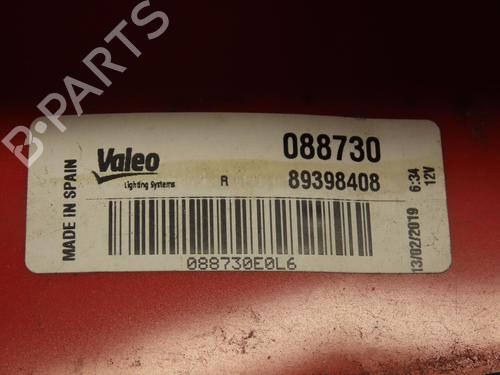 B-PARTS
MADE IN SPAIN
Valeo
Lighting Systems
R
088730
89398408
088730E0L6
13/02/2019 6:34
12V